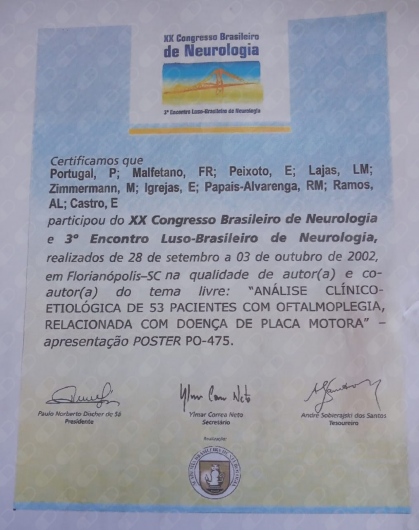 XX Congresso Brasileiro
de Neurologia
3º Encontro Luso-Brasileiro de Neurologia
Certificamos que
Portugal, P; Malfetano, FR; Peixoto, E; Lajas, LM;
Zimmermann, M; Igrejas, E; Papais-Alvarenga, RM; Ramos,
AL; Castro, E
participou do XX Congresso Brasileiro de Neurologia
e 3º Encontro Luso-Brasileiro de Neurologia,
realizados de 28 de setembro a 03 de outubro de 2002,
em Florianópolis-SC na qualidade de autor(a) e co-
autor(a) do tema livre: "ANÁLISE CLÍNICO-
ETIOLÓGICA DE 53 PACIENTES COM OFTALMOPLEGIA,
RELACIONADA COM DOENÇA DE PLACA MOTORA" –
apresentação POSTER PO-475.
Ylmar Correa Neto
Paulo Norberto Discher de Sá
Presidente
Ylmar Correa Neto
Secretário
André Sobierajski dos Santos
Tesoureiro
Realização